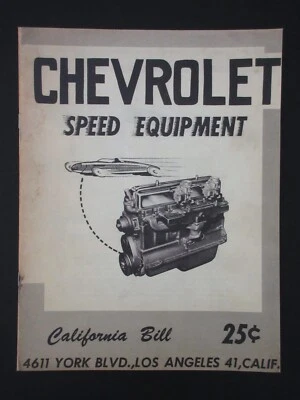 CHEVROLET
SPEED EQUIPMENT
California Bill 25¢
4611 YORK BLVD., LOS ANGELES 41, CALIF.